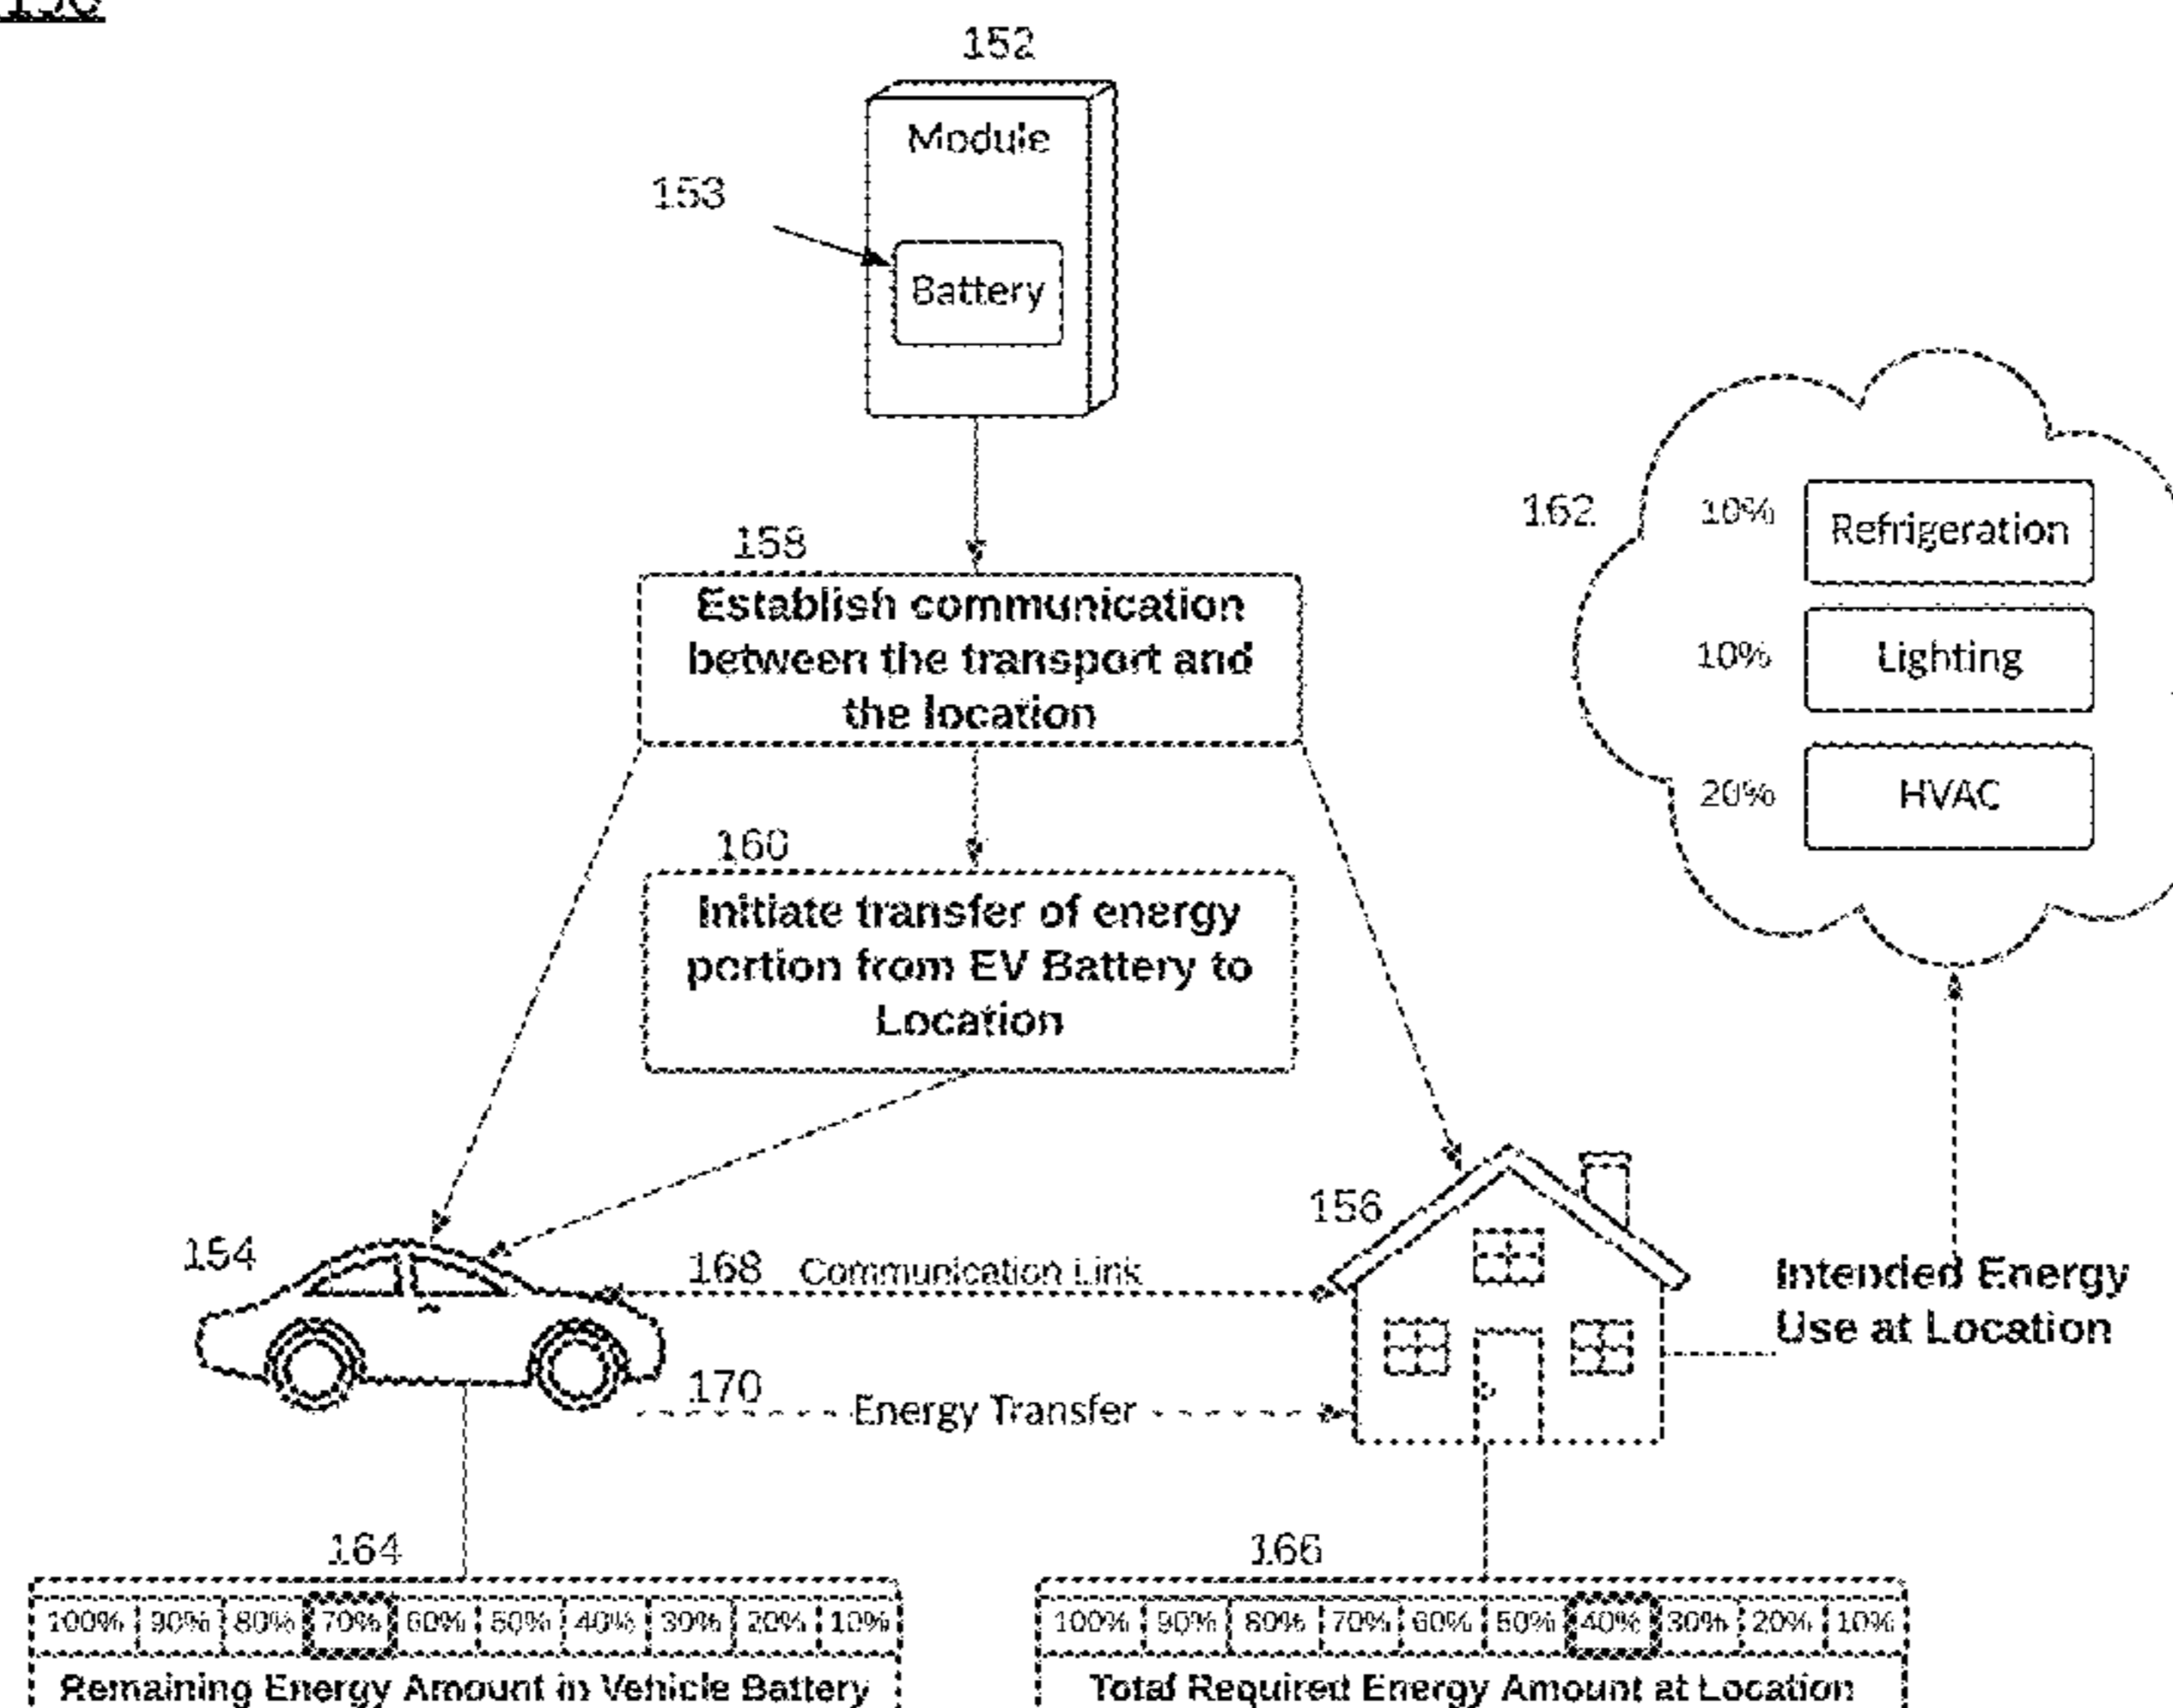 152
Module
153
Battery
158
Establish communication
between the transport and
the location
162
10%
Refrigeration
10%
Lighting
20%
HVAC
160
Initiate transfer of energy
portion from EV Battery to
Location
154
156
168 Communication Link
Intended Energy
Use at Location
170
Energy Transfer
164
100% 90% 80% 70% 60% 50% 40% 30% 20% 10%
Remaining Energy Amount in Vehicle Battery
166
100% 90% 80% 70% 60% 50% 40% 30% 20% 10%
Total Required Energy Amount at Location